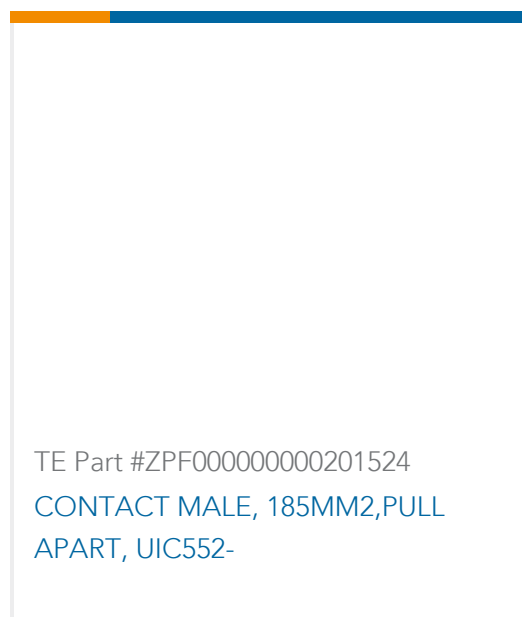 TE Part #ZPF000000000201524
CONTACT MALE, 185MM2,PULL
APART, UIC552-